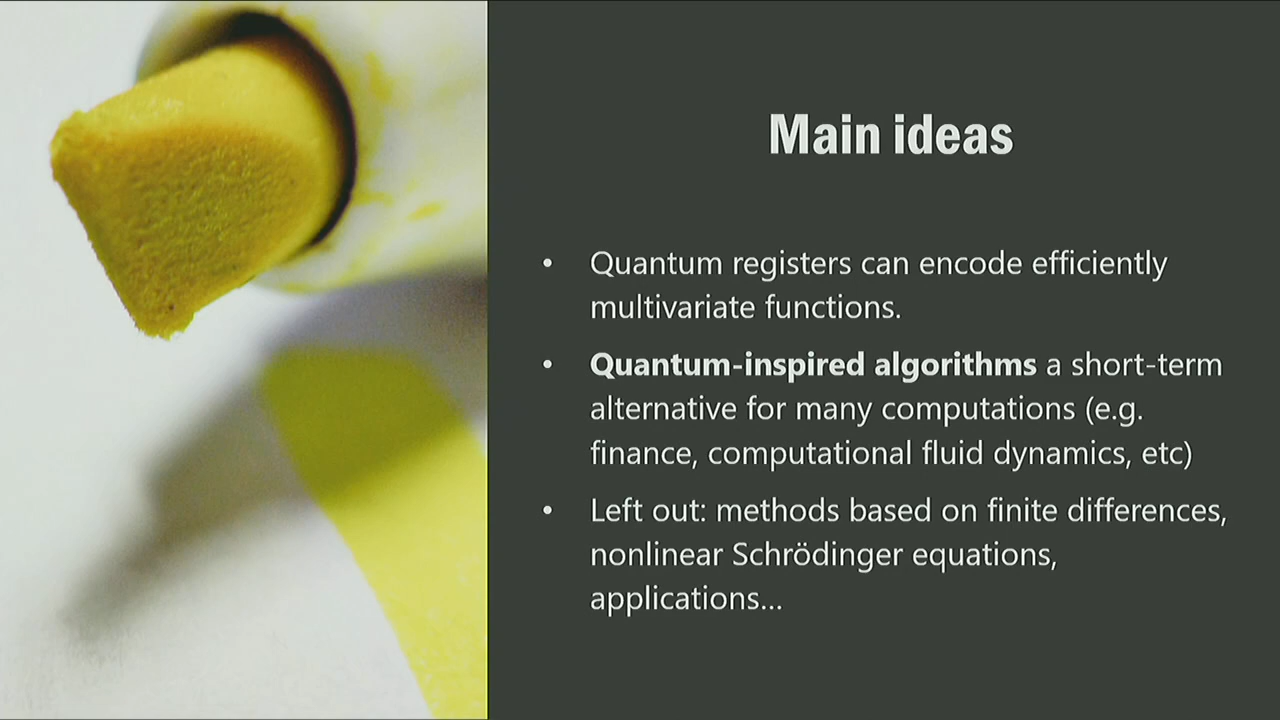 Main ideas
• Quantum registers can encode efficiently
multivariate functions.
• Quantum-inspired algorithms a short-term
alternative for many computations (e.g.
finance, computational fluid dynamics, etc)
• Left out: methods based on finite differences,
nonlinear Schrödinger equations,
applications...